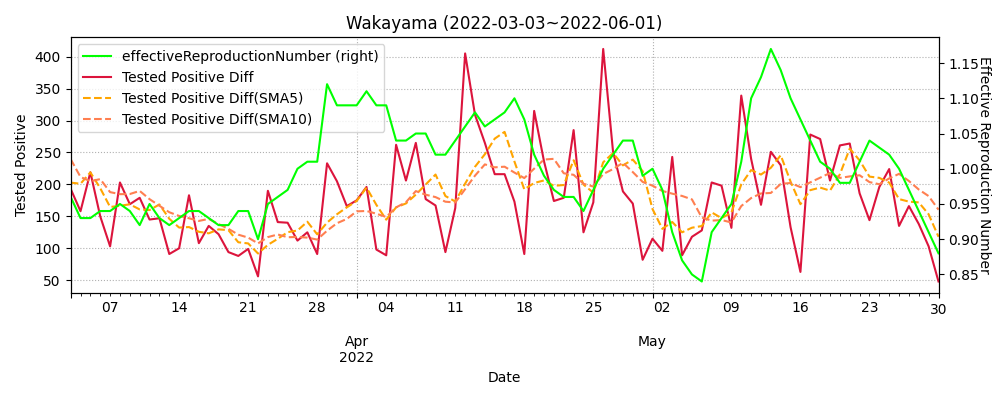 Wakayama (2022-03-03~2022-06-01)
effectiveReproductionNumber (right)
Tested Positive Diff
Tested Positive Diff(SMA5)
Tested Positive Diff(SMA10)
Tested Positive
400
350
300
250
200
150
100
50
1.15
1.10
1.05
1.00
0.95
0.90
0.85
Effective Reproduction Number
07 14 21 28 04 11 18 25 02 09 16 23 30
Apr May
2022
Date